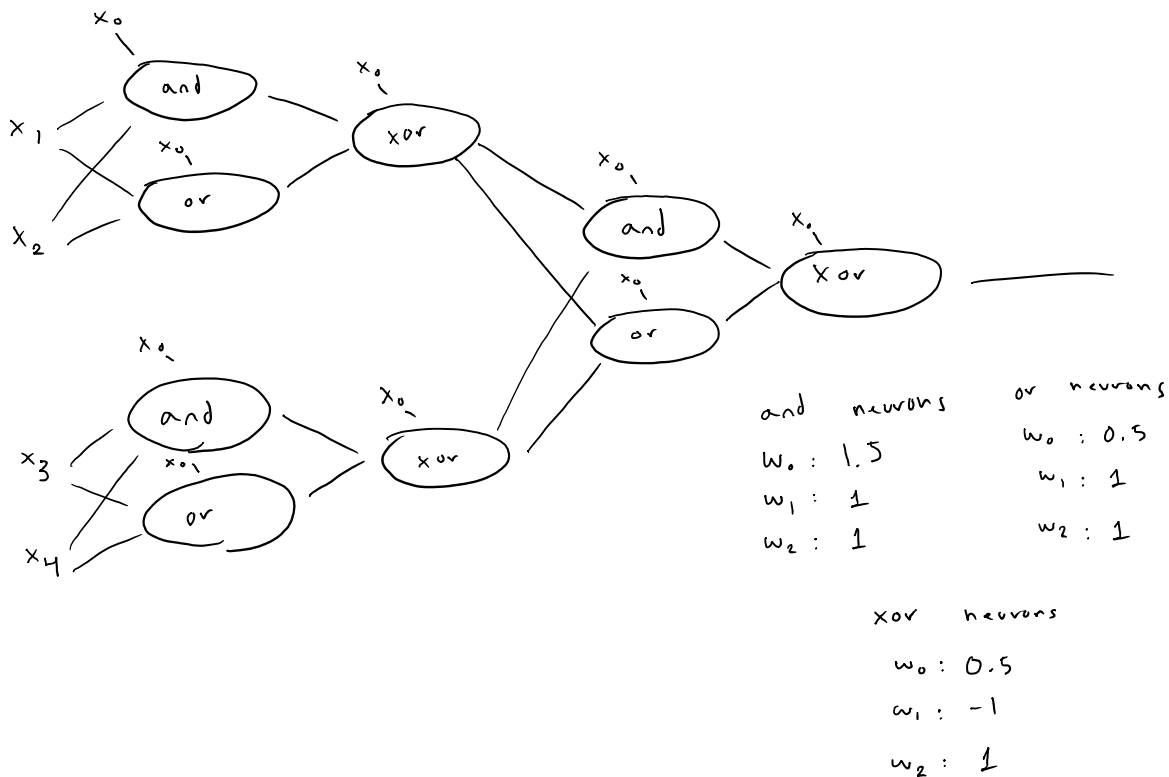 x₀
and
x₀
x₁
xor
x₀
or
x₀
and
x₀
x₂
xor
x₀
or
x₀
and
x₀
xor
x₀
x₃
or
x₄
and neurons
w₀ : 1.5
w₁ : 1
w₂ : 1
or neurons
w₀ : 0.5
w₁ : 1
w₂ : 1
xor neurons
w₀ : 0.5
w₁ : -1
w₂ : 1